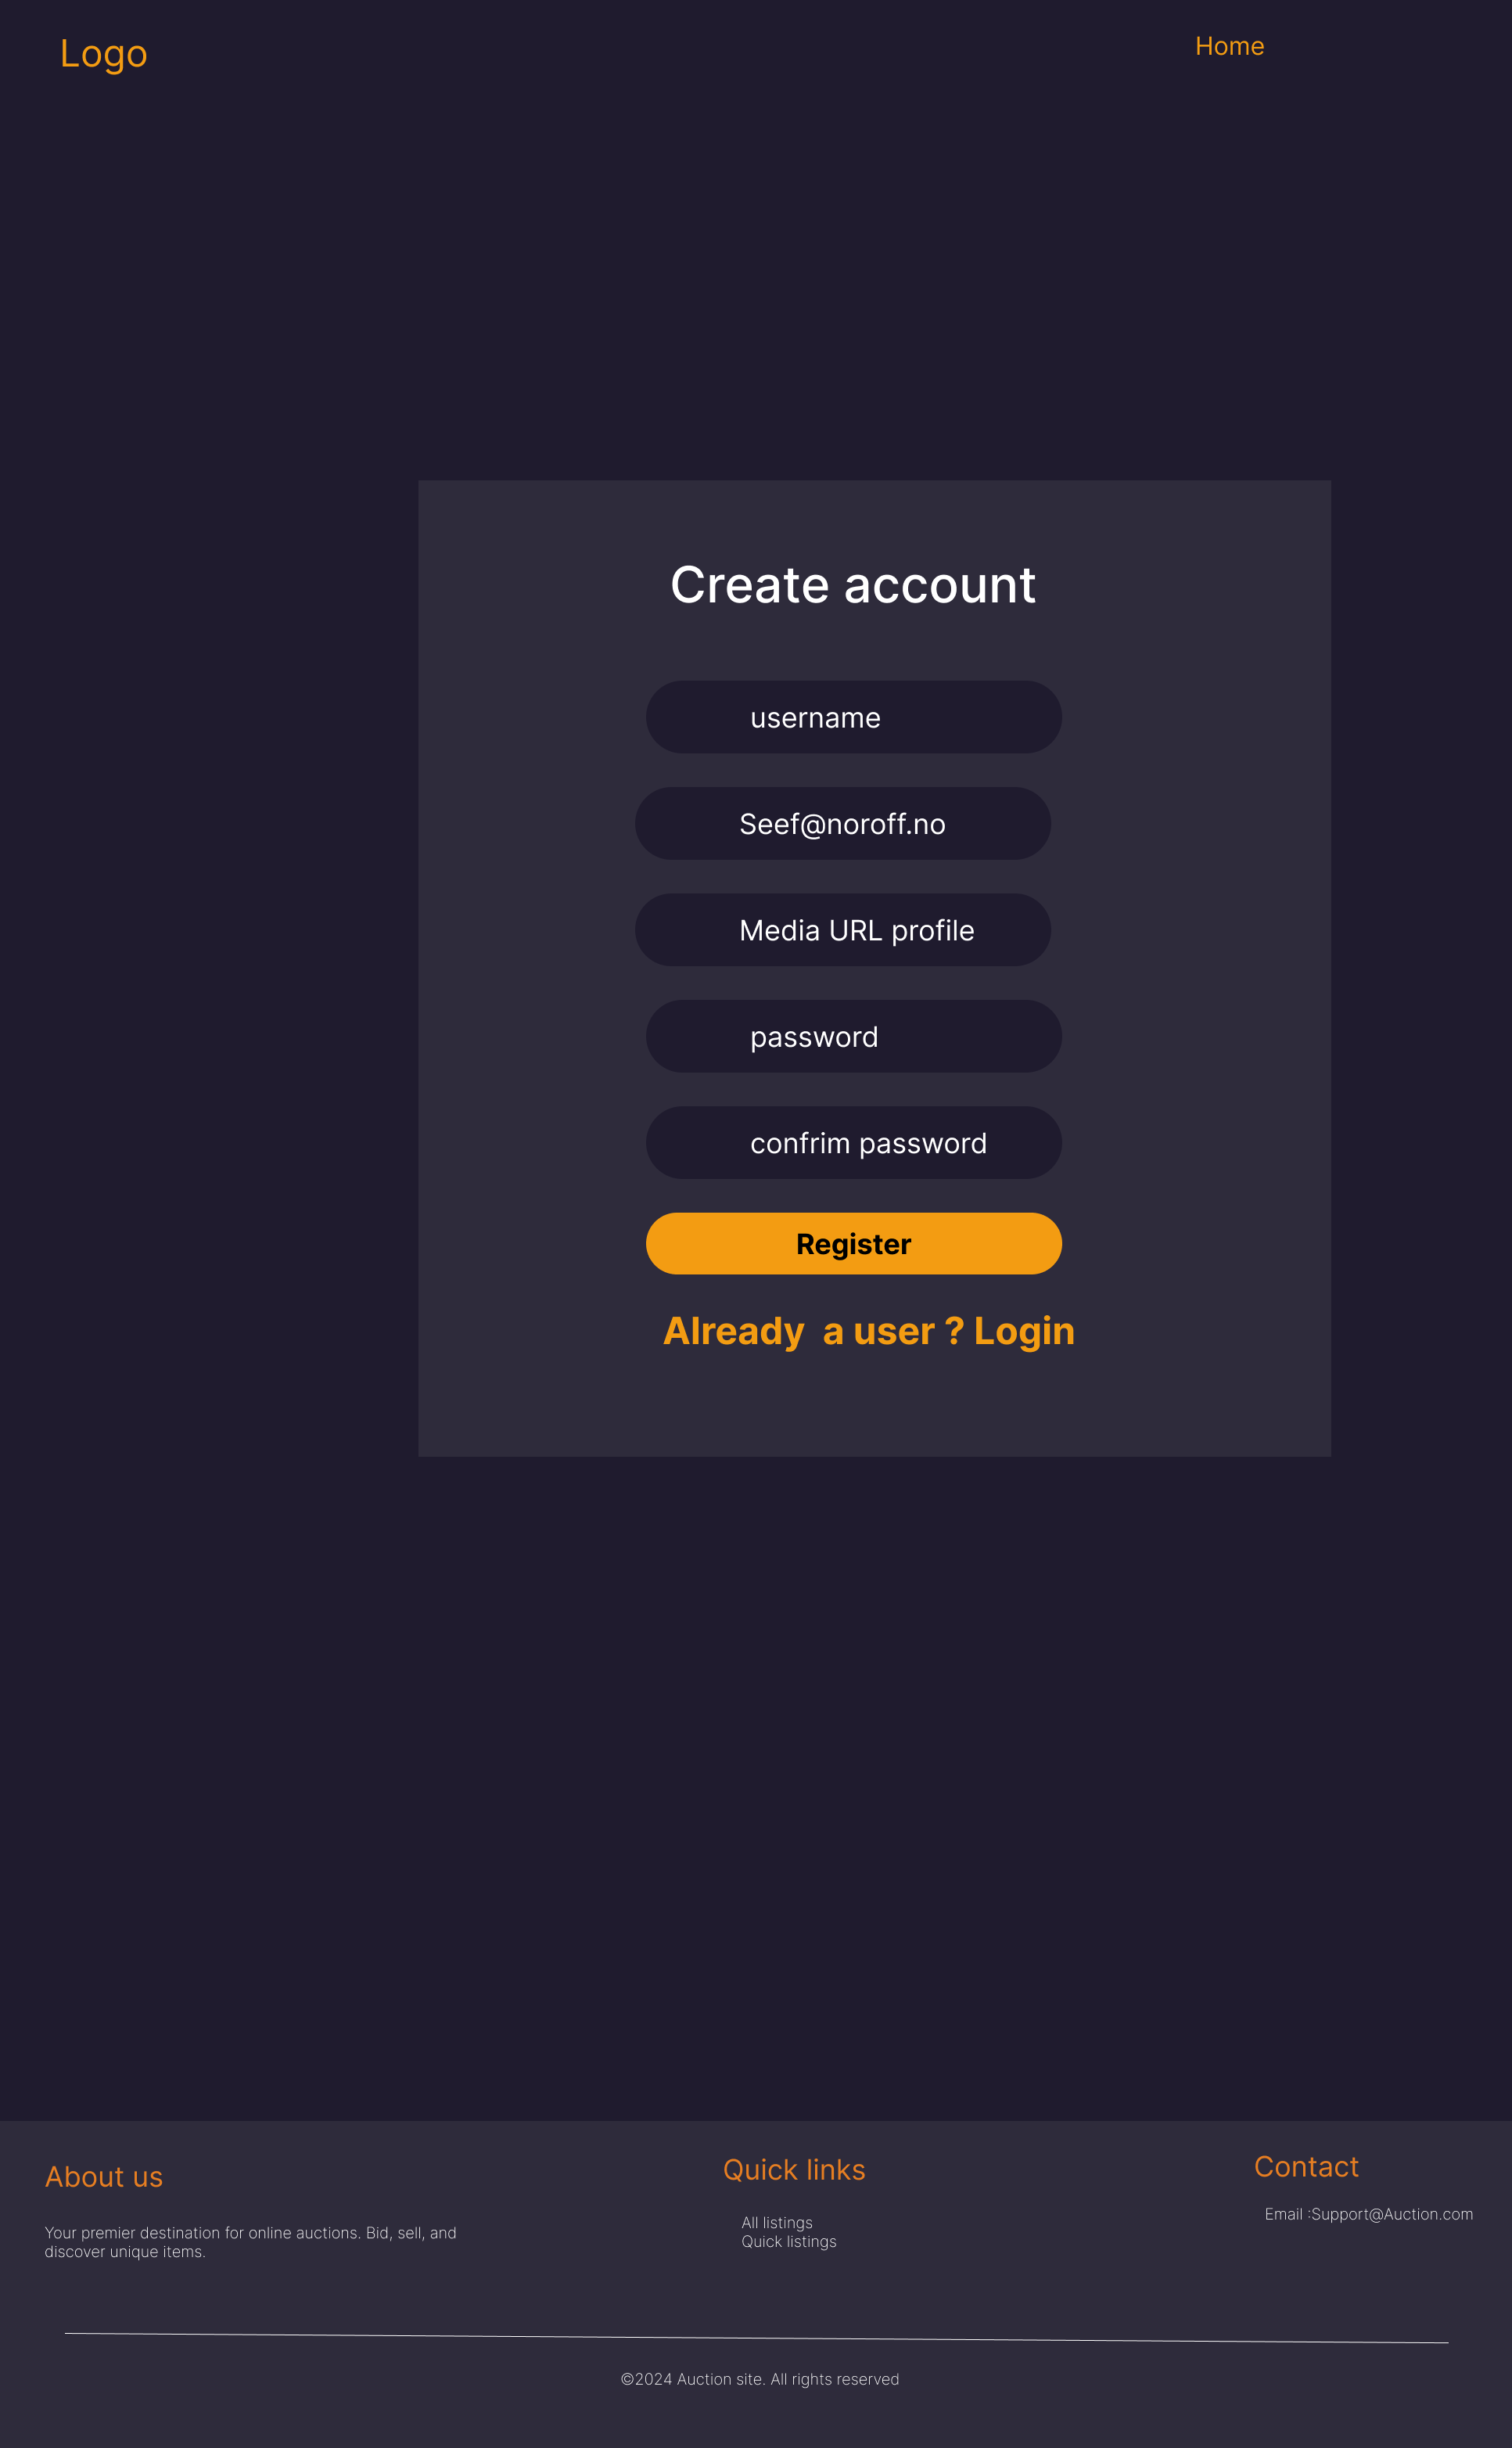 Logo
Home
Create account
username
Seef@noroff.no
Media URL profile
password
confrim password
Register
Already  a user ? Login
About us
Your premier destination for online auctions. Bid, sell, and
discover unique items.
Quick links
All listings
Quick listings
Contact
Email :Support@Auction.com
©2024 Auction site. All rights reserved